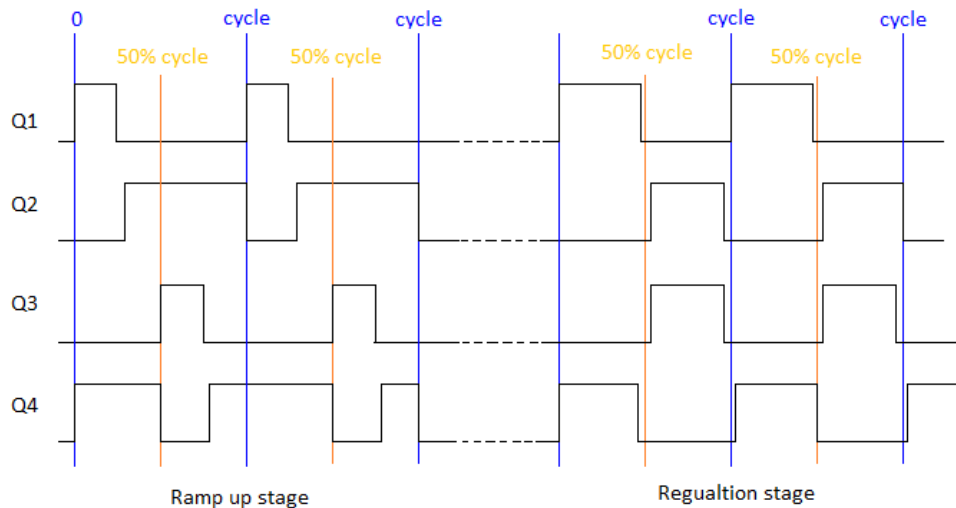 0 cycle cycle cycle cycle
50% cycle 50% cycle 50% cycle 50% cycle
Q1
Q2
Q3
Q4
Ramp up stage Regualtion stage